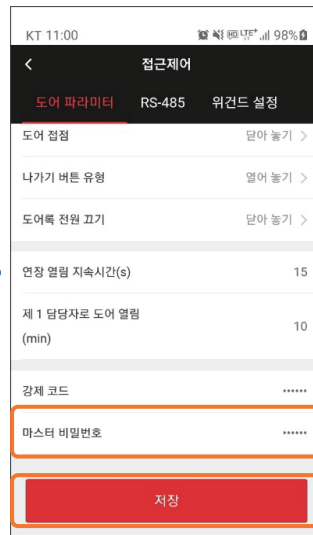 KT 11:00 HD LTE+ 98%
접근제어
도어 파라미터 RS-485 위건드 설정
도어 접점 닫아 놓기
나가기 버튼 유형 열어 놓기
도어록 전원 끄기 닫아 놓기
연장 열림 지속시간(s) 15
제 1 담당자로 도어 열림
(min) 10
강제 코드 ······
마스터 비밀번호 ······
저장